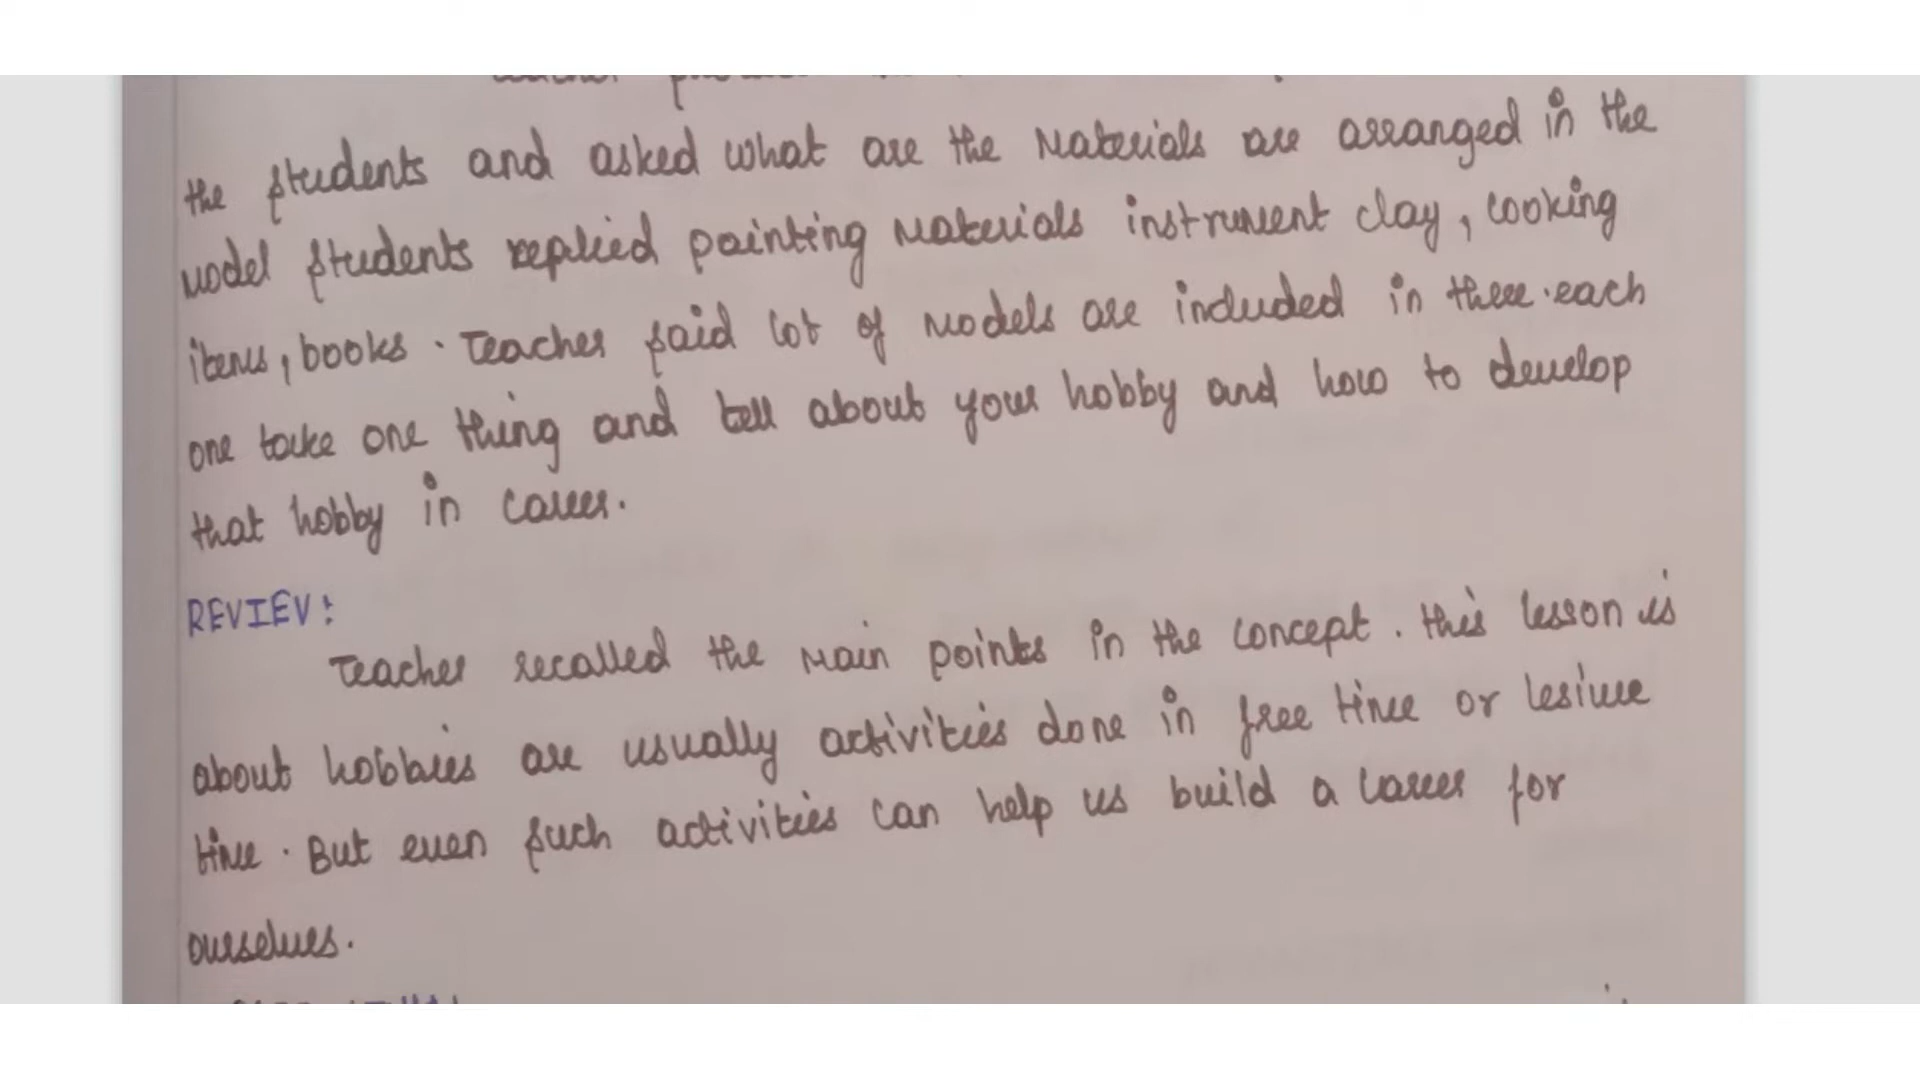 the students and asked what are the materials are arranged in the
model students replied painting materials instrument clay, cooking
items, books. Teacher said lot of models are included in there.each
one take one thing and tell about your hobby and how to develop
that hobby in career.
REVIEV:
Teacher recalled the main points in the concept. this lesson is
about hobbies are usually activities done in free time or lesiure
time. But even such activities can help us build a career for
ourselves.